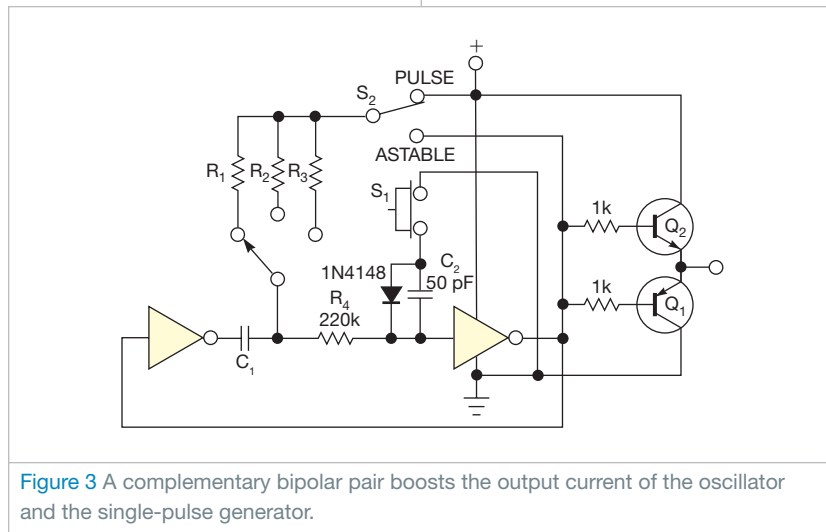 +
PULSE
S2
ASTABLE
R1
R2
R3
S1
1k
Q2
1N4148
C2
50 pF
R4
220k
1k
Q1
C1
Figure 3 A complementary bipolar pair boosts the output current of the oscillator
and the single-pulse generator.